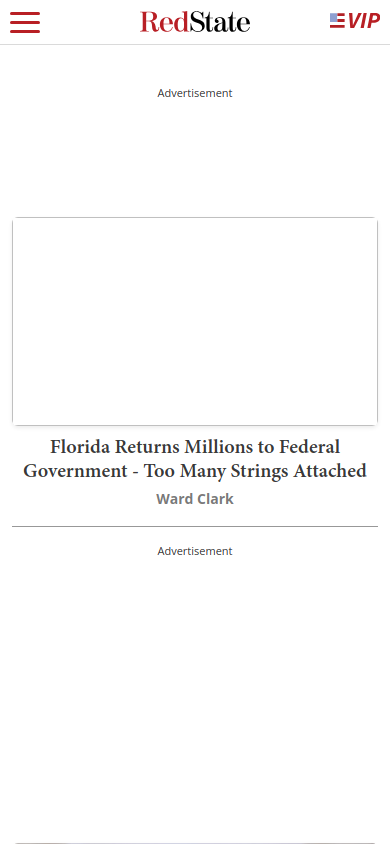 RedState
VIP
Advertisement
Florida Returns Millions to Federal
Government - Too Many Strings Attached
Ward Clark
Advertisement